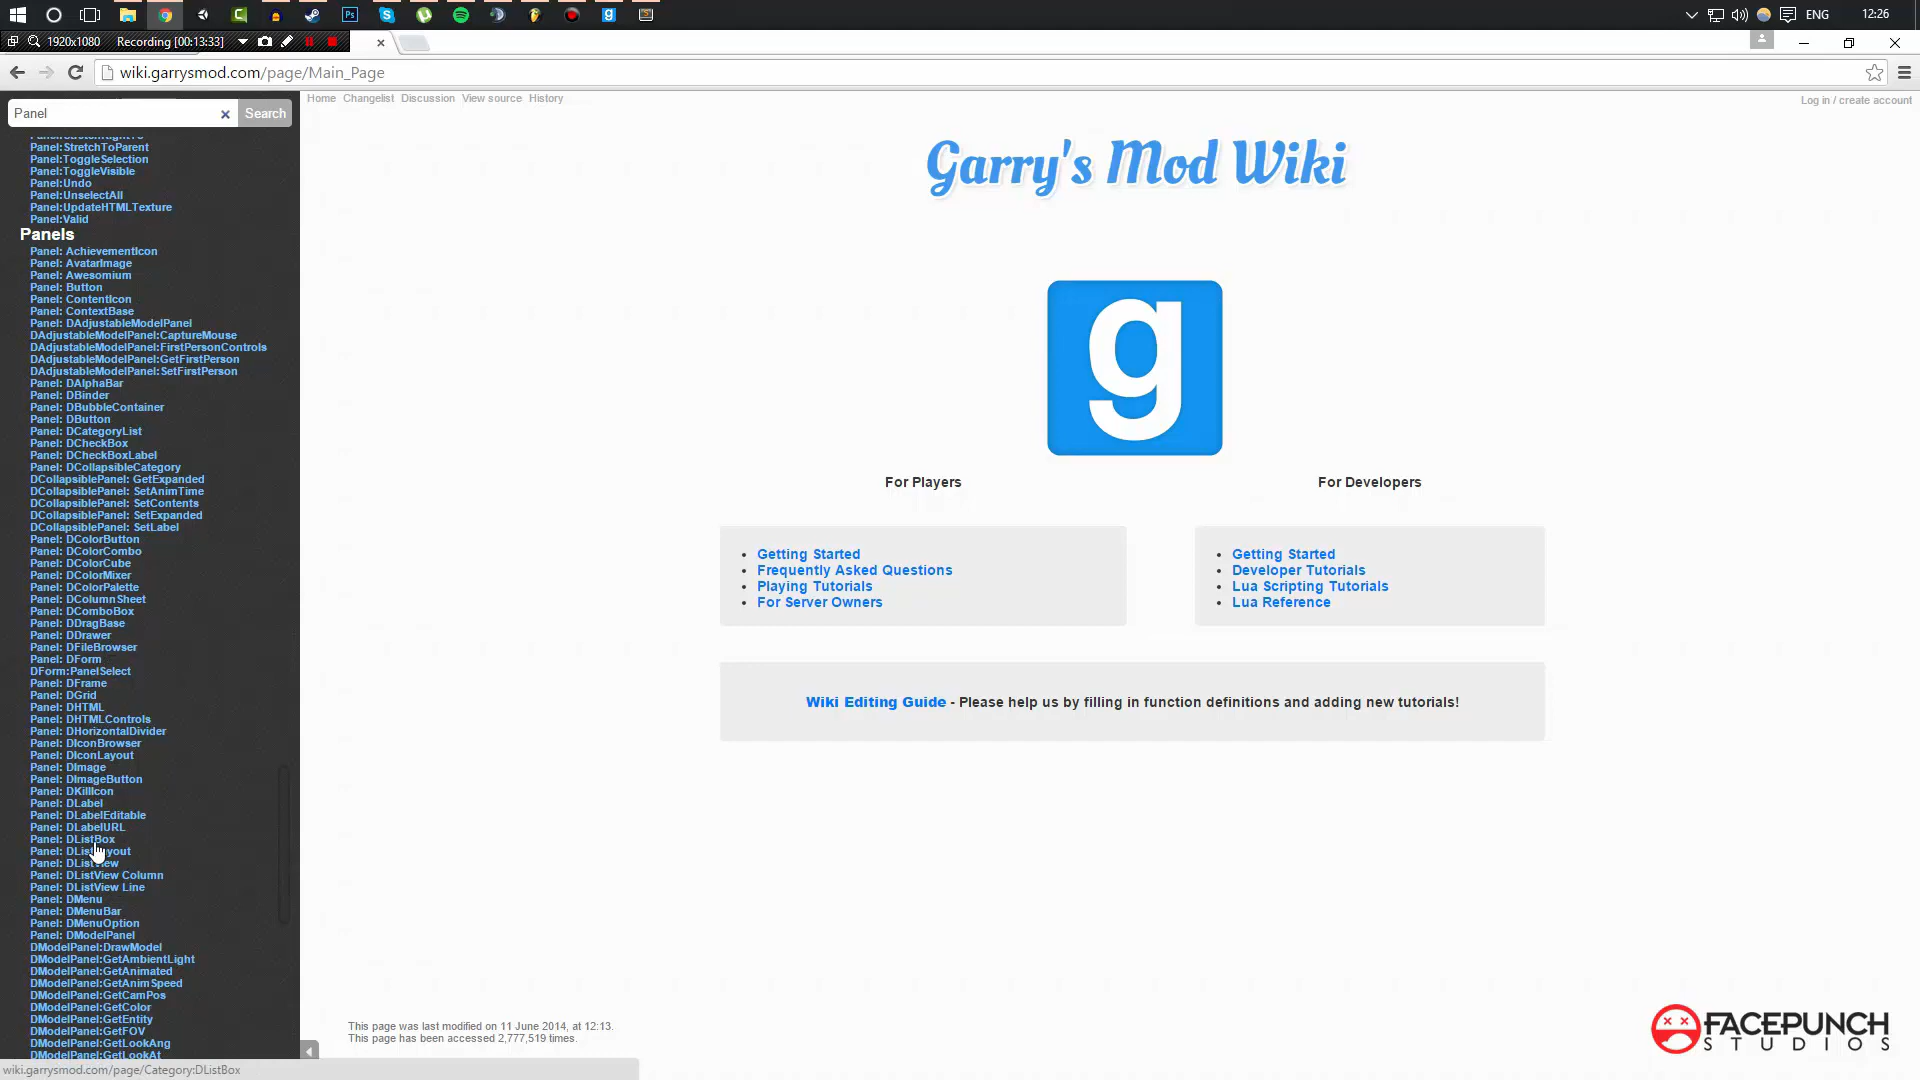 ENG
12:26
1920x1080
Recording [00:13:33]
wiki.garrysmod.com/page/Main_Page
Panel
Search
Home Changelist Discussion View source History
Log in / create account
Panel:StretchToParent
Panel:ToggleSelection
Panel:ToggleVisible
Panel:Undo
Panel:UnselectAll
Panel:UpdateHTMLTexture
Panel:Valid
Panels
Panel: AchievementIcon
Panel: AvatarImage
Panel: Awesomium
Panel: Button
Panel: ContentIcon
Panel: ContextBase
Panel: DAdjustableModelPanel
DAdjustableModelPanel:CaptureMouse
DAdjustableModelPanel:FirstPersonControls
DAdjustableModelPanel:GetFirstPerson
DAdjustableModelPanel:SetFirstPerson
Panel: DAlphaBar
Panel: DBinder
Panel: DBubbleContainer
Panel: DButton
Panel: DCategoryList
Panel: DCheckBox
Panel: DCheckBoxLabel
Panel: DCollapsibleCategory
DCollapsiblePanel: GetExpanded
DCollapsiblePanel: SetAnimTime
DCollapsiblePanel: SetContents
DCollapsiblePanel: SetExpanded
DCollapsiblePanel: SetLabel
Panel: DColorButton
Panel: DColorCombo
Panel: DColorCube
Panel: DColorMixer
Panel: DColorPalette
Panel: DColumnSheet
Panel: DComboBox
Panel: DDragBase
Panel: DDrawer
Panel: DFileBrowser
Panel: DForm
DForm:PanelSelect
Panel: DFrame
Panel: DGrid
Panel: DHTML
Panel: DHTMLControls
Panel: DHorizontalDivider
Panel: DIconBrowser
Panel: DIconLayout
Panel: DImage
Panel: DImageButton
Panel: DKillIcon
Panel: DLabel
Panel: DLabelEditable
Panel: DLabelURL
Panel: DListBox
Panel: DListLayout
Panel: DListView
Panel: DListView Column
Panel: DListView Line
Panel: DMenu
Panel: DMenuBar
Panel: DMenuOption
Panel: DModelPanel
DModelPanel:DrawModel
DModelPanel:GetAmbientLight
DModelPanel:GetAnimated
DModelPanel:GetAnimSpeed
DModelPanel:GetCamPos
DModelPanel:GetColor
DModelPanel:GetEntity
DModelPanel:GetFOV
DModelPanel:GetLookAng
DModelPanel:GetLookAt
wiki.garrysmod.com/page/Category:DListBox
Garry's Mod Wiki
g
For Players
For Developers
Getting Started
Frequently Asked Questions
Playing Tutorials
For Server Owners
Getting Started
Developer Tutorials
Lua Scripting Tutorials
Lua Reference
Wiki Editing Guide - Please help us by filling in function definitions and adding new tutorials!
This page was last modified on 11 June 2014, at 12:13.
This page has been accessed 2,777,519 times.
FACEPUNCH
STUDIOS